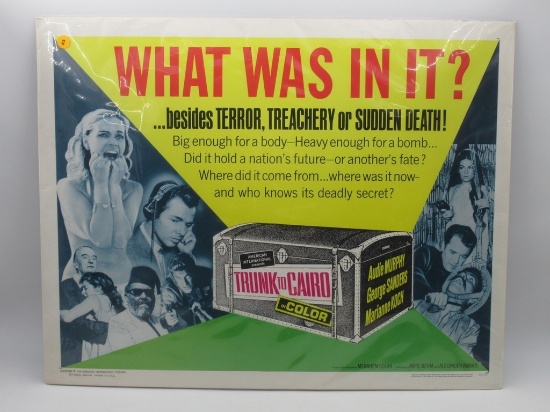 WHAT WAS IN IT?
...besides TERROR, TREACHERY or SUDDEN DEATH!
Big enough for a body—Heavy enough for a bomb...
Did it hold a nation's future—or another's fate?
Where did it come from...where was it now—
and who knows its deadly secret?
AMERICAN
INTERNATIONAL
TRUNK to CAIRO
IN COLOR
Audie MURPHY
George SANDERS
Marianne KOCH
MENAHEM GOLAN